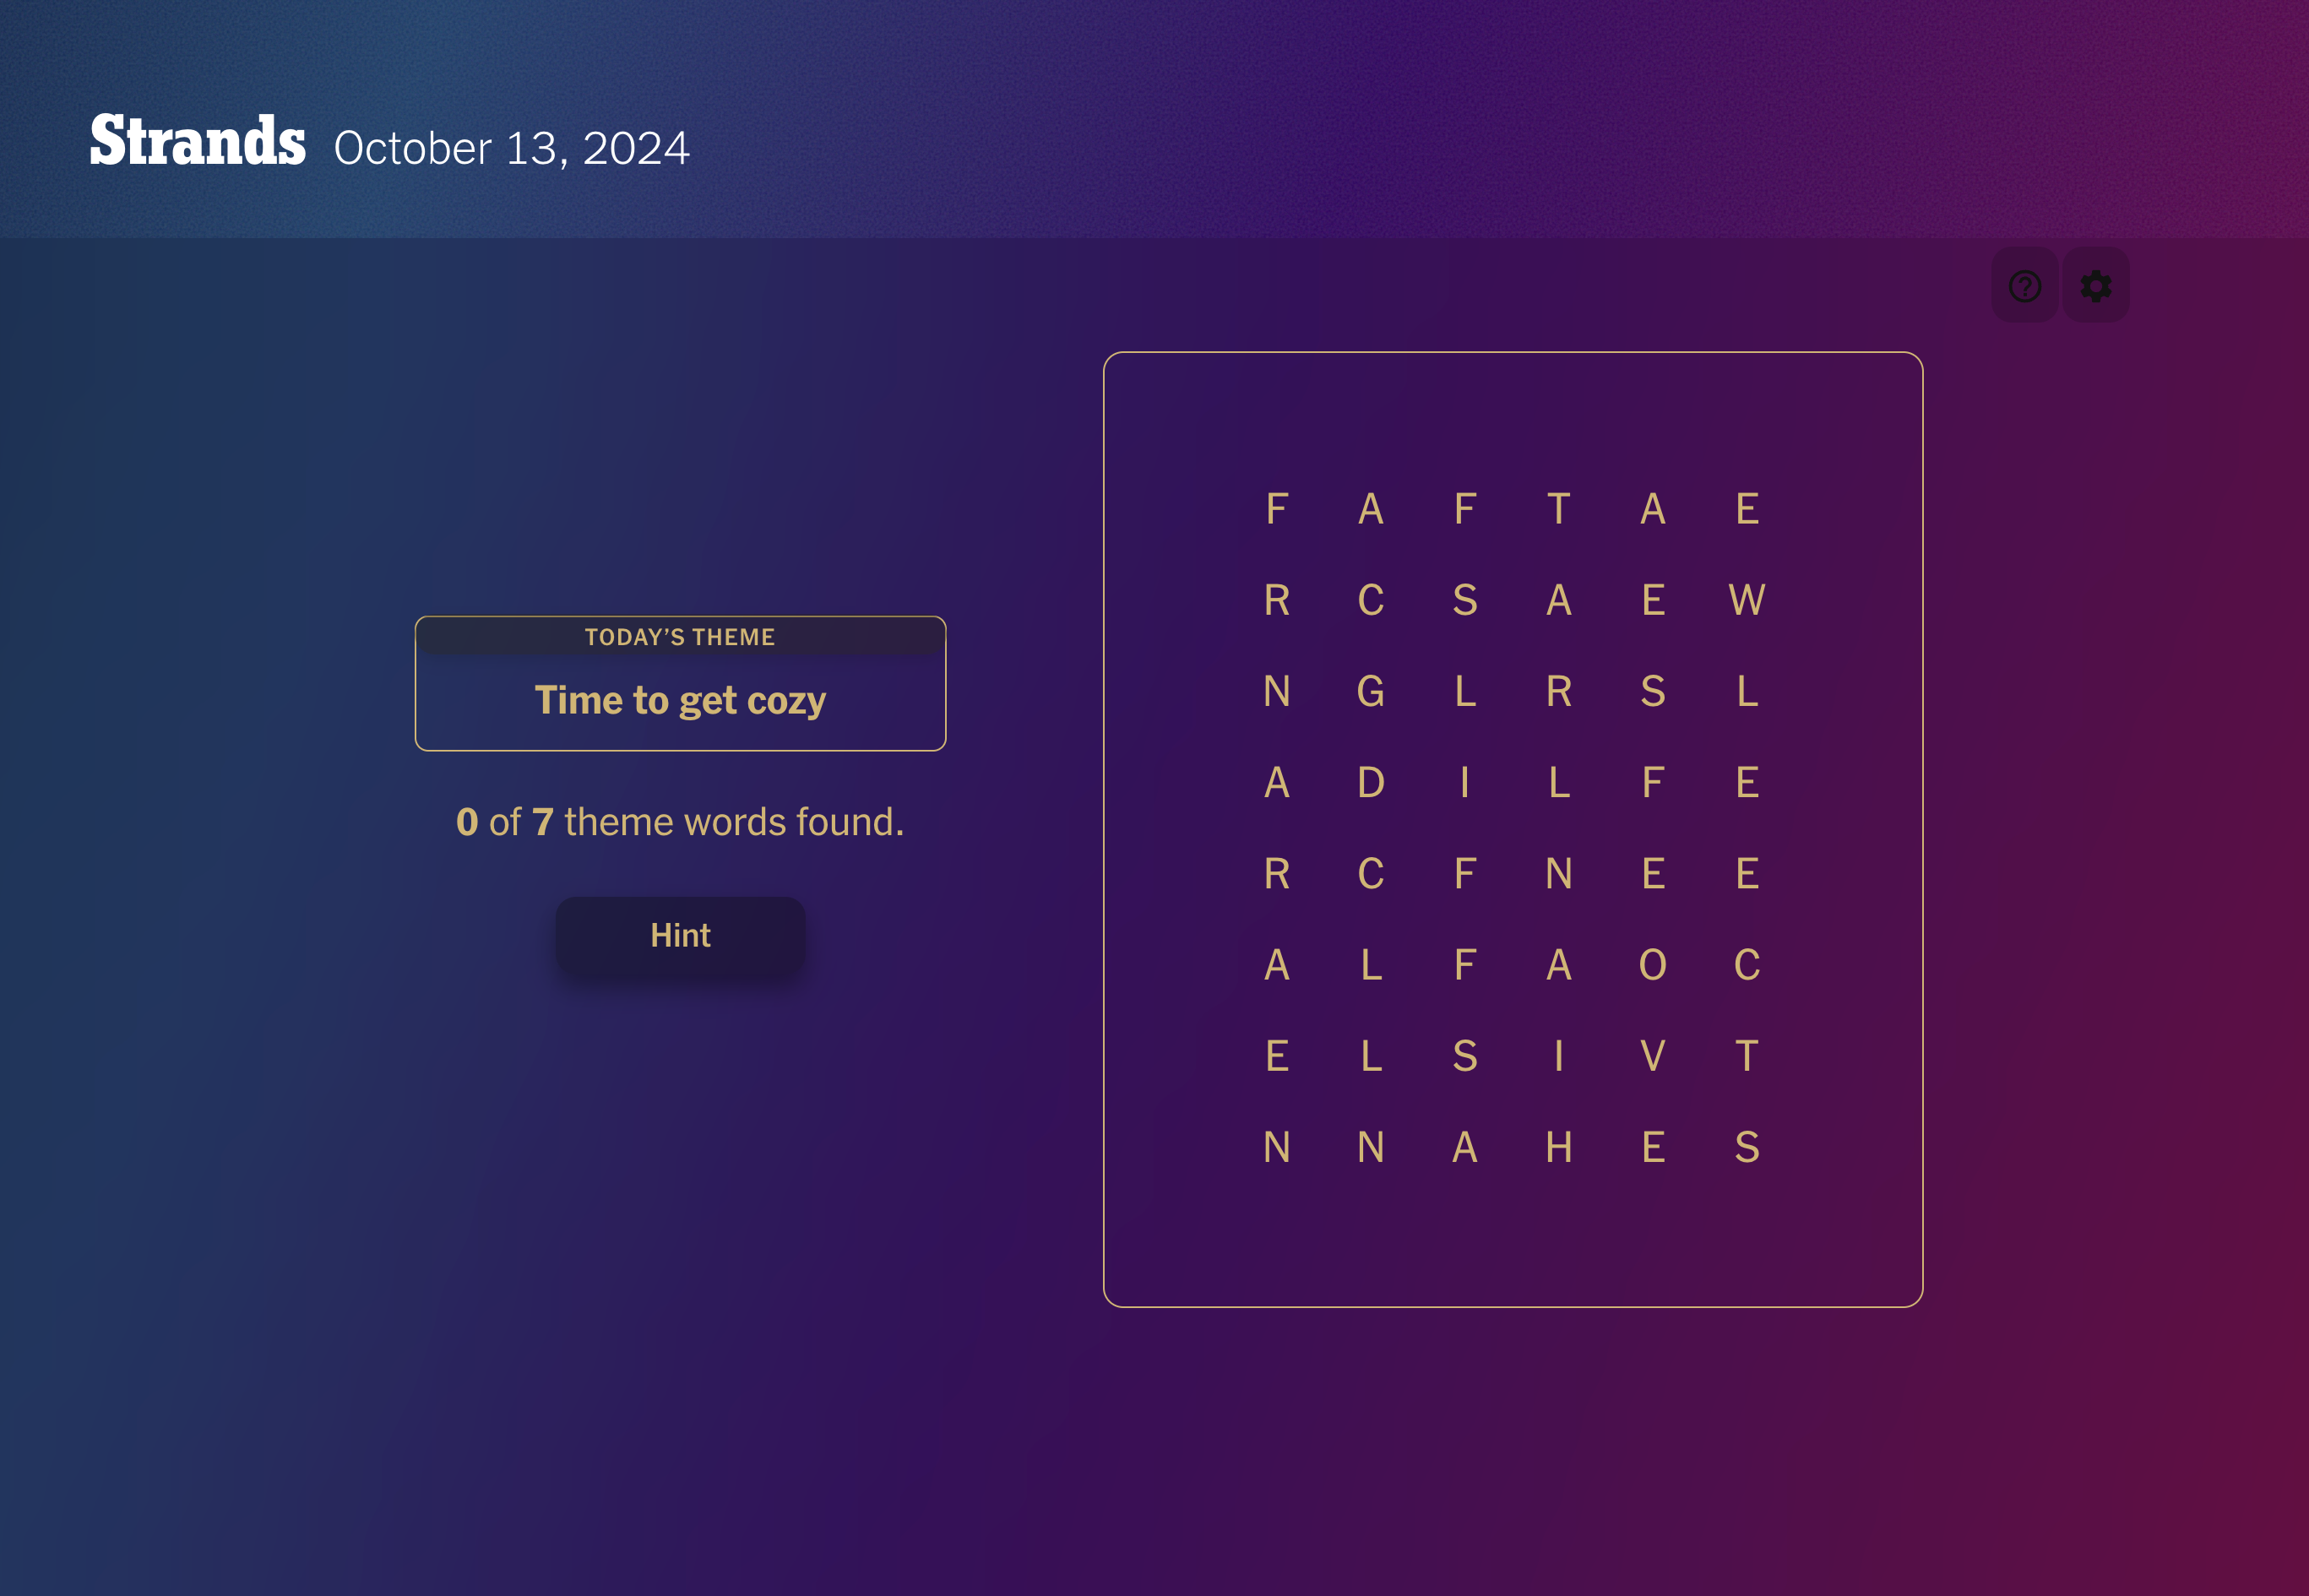 Strands October 13, 2024
TODAY’S THEME
Time to get cozy
0 of 7 theme words found.
Hint
F A F T A E
R C S A E W
N G L R S L
A D I L F E
R C F N E E
A L F A O C
E L S I V T
N N A H E S